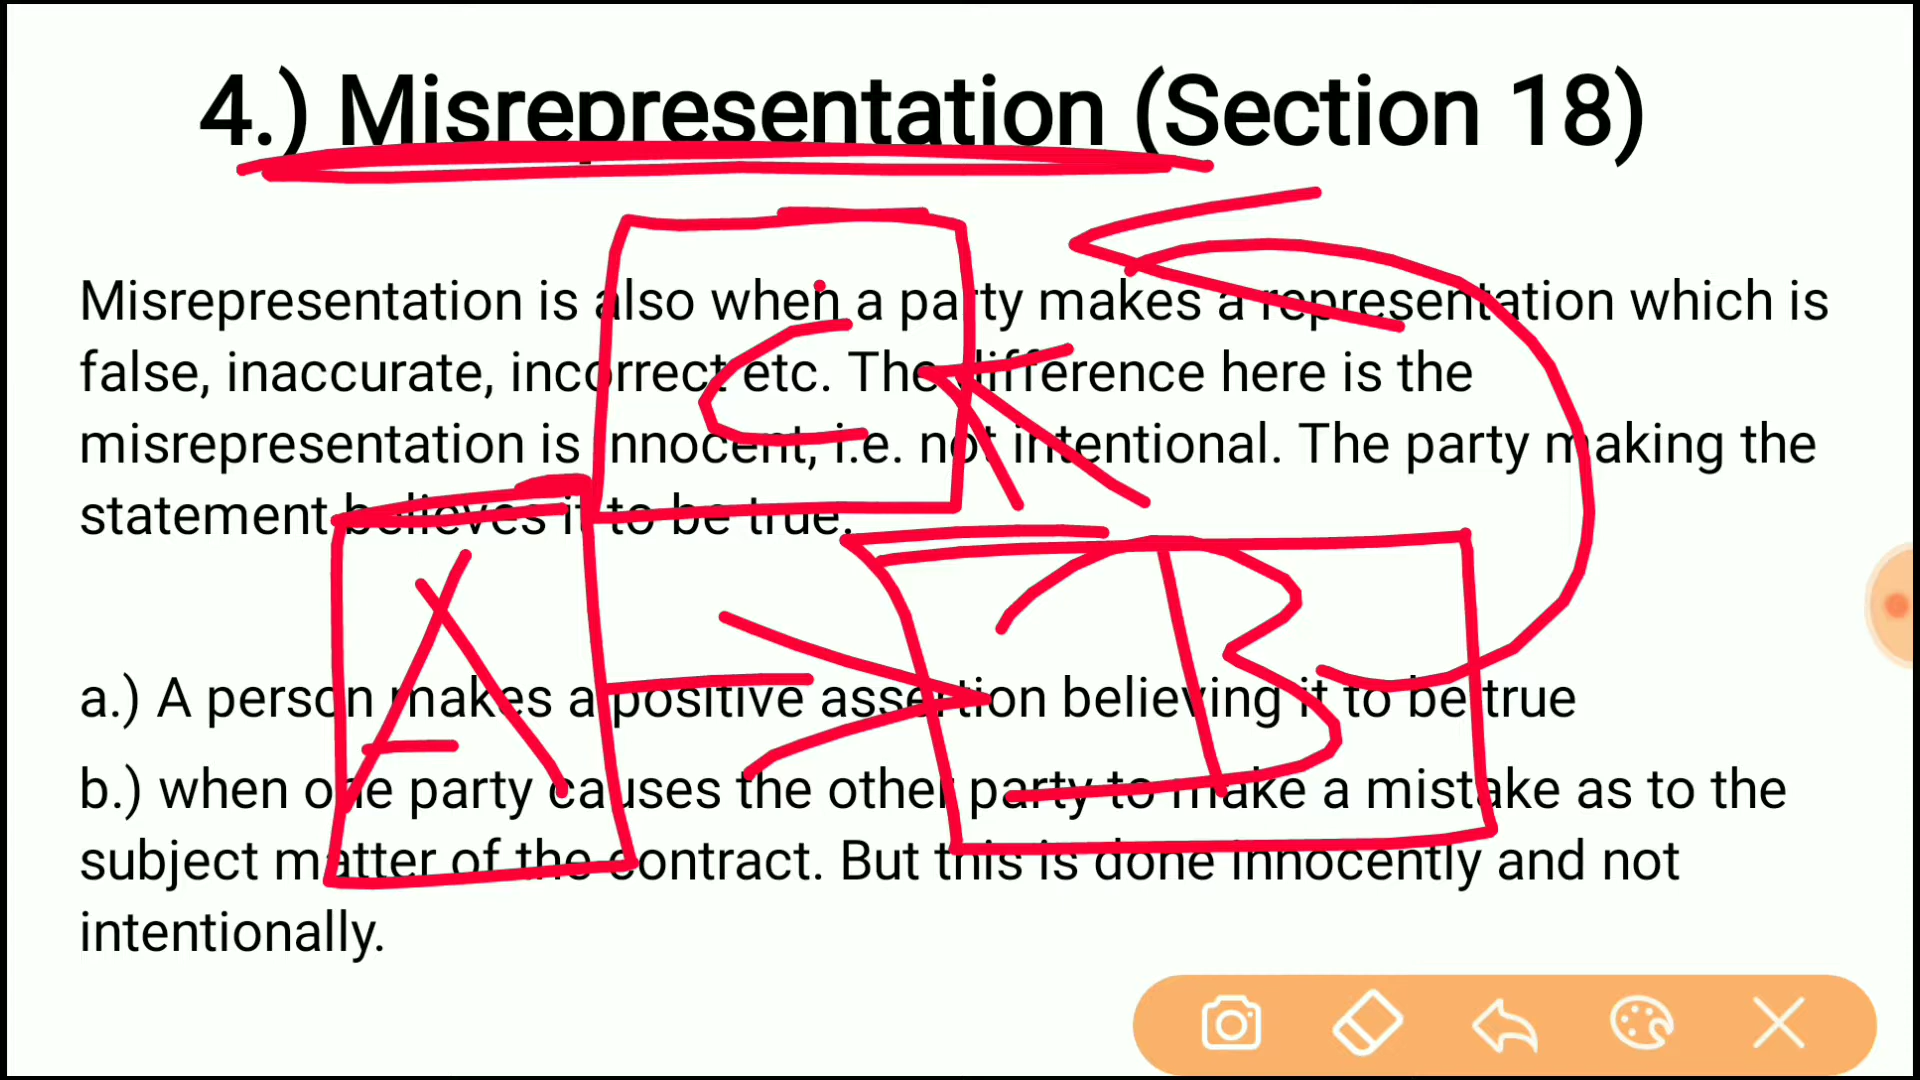 4.) Misrepresentation (Section 18)
Misrepresentation is also when a party makes a representation which is
false, inaccurate, incorrect etc. The difference here is the
misrepresentation is innocent, i.e. not intentional. The party making the
statement believes it to be true.
C
A
B
a.) A person makes a positive assertion believing it to be true
b.) when one party causes the other party to make a mistake as to the
subject matter of the contract. But this is done innocently and not
intentionally.